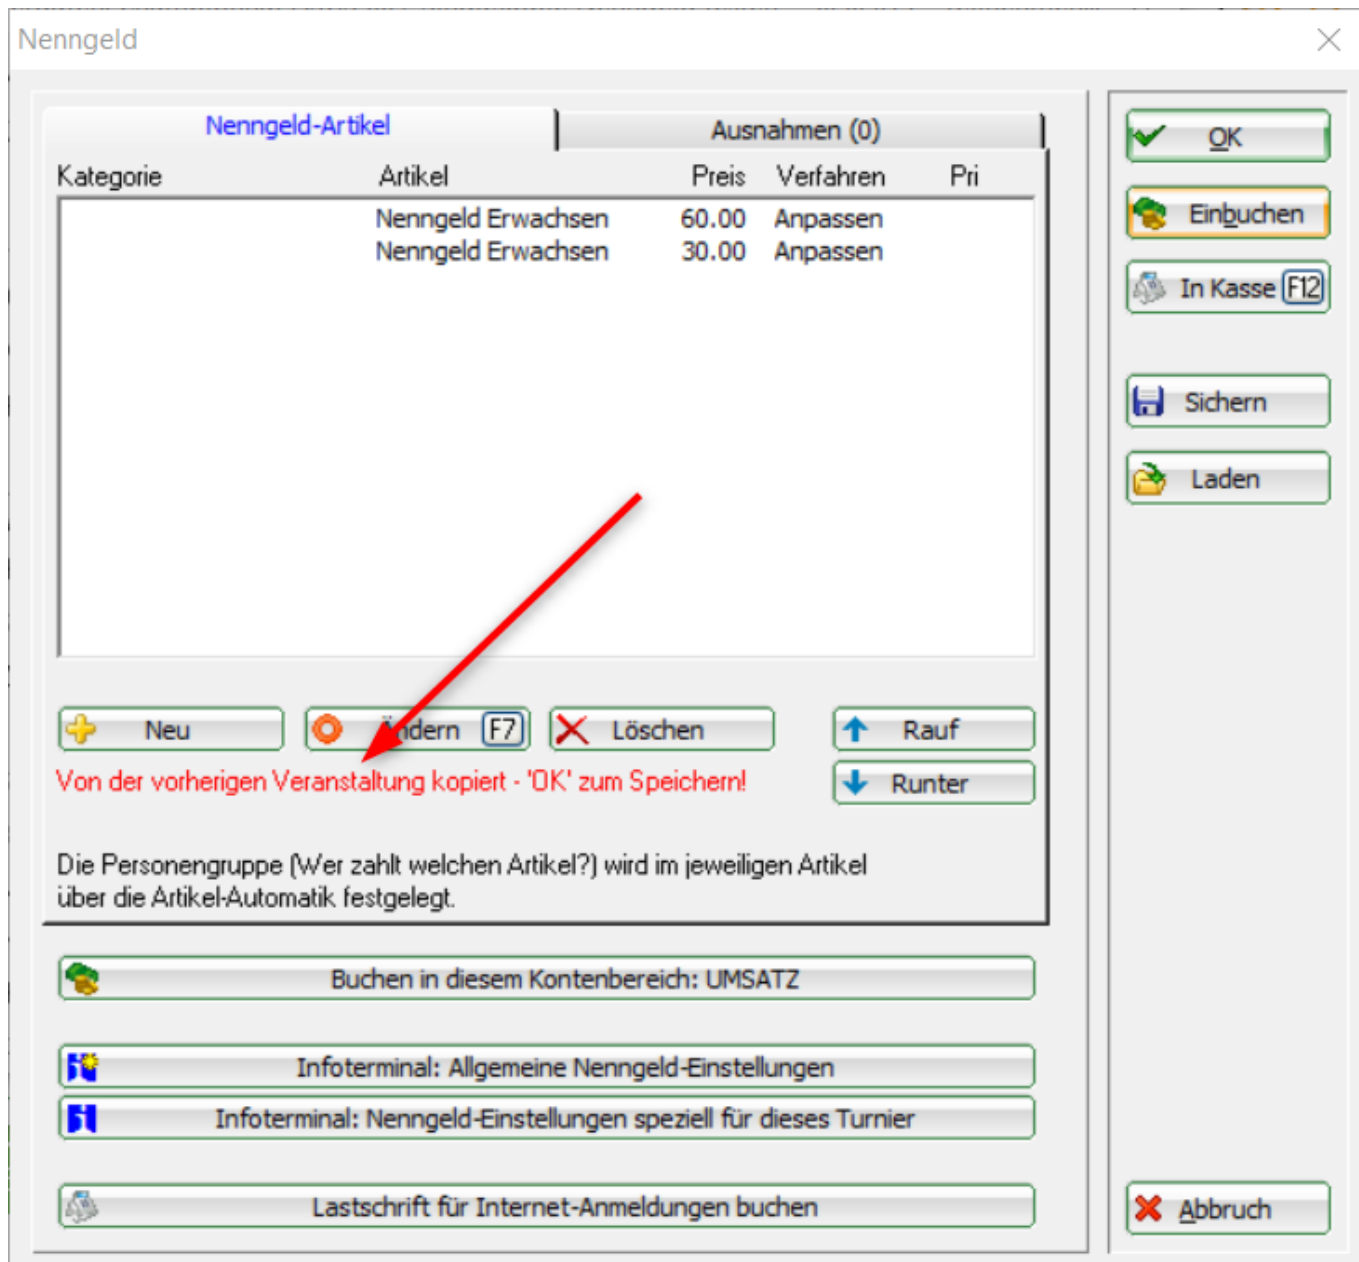 Nenngeld
Nenngeld-Artikel
Ausnahmen (0)
Kategorie Artikel Preis Verfahren Pri
Nenngeld Erwachsen 60.00 Anpassen
Nenngeld Erwachsen 30.00 Anpassen
Neu
Ändern F7
Löschen
Rauf
Von der vorherigen Veranstaltung kopiert - 'OK' zum Speichern!
Runter
Die Personengruppe (Wer zahlt welchen Artikel?) wird im jeweiligen Artikel
über die Artikel-Automatik festgelegt.
Buchen in diesem Kontenbereich: UMSATZ
Infoterminal: Allgemeine Nenngeld-Einstellungen
Infoterminal: Nenngeld-Einstellungen speziell für dieses Turnier
Lastschrift für Internet-Anmeldungen buchen
OK
Einbuchen
In Kasse F12
Sichern
Laden
Abbruch